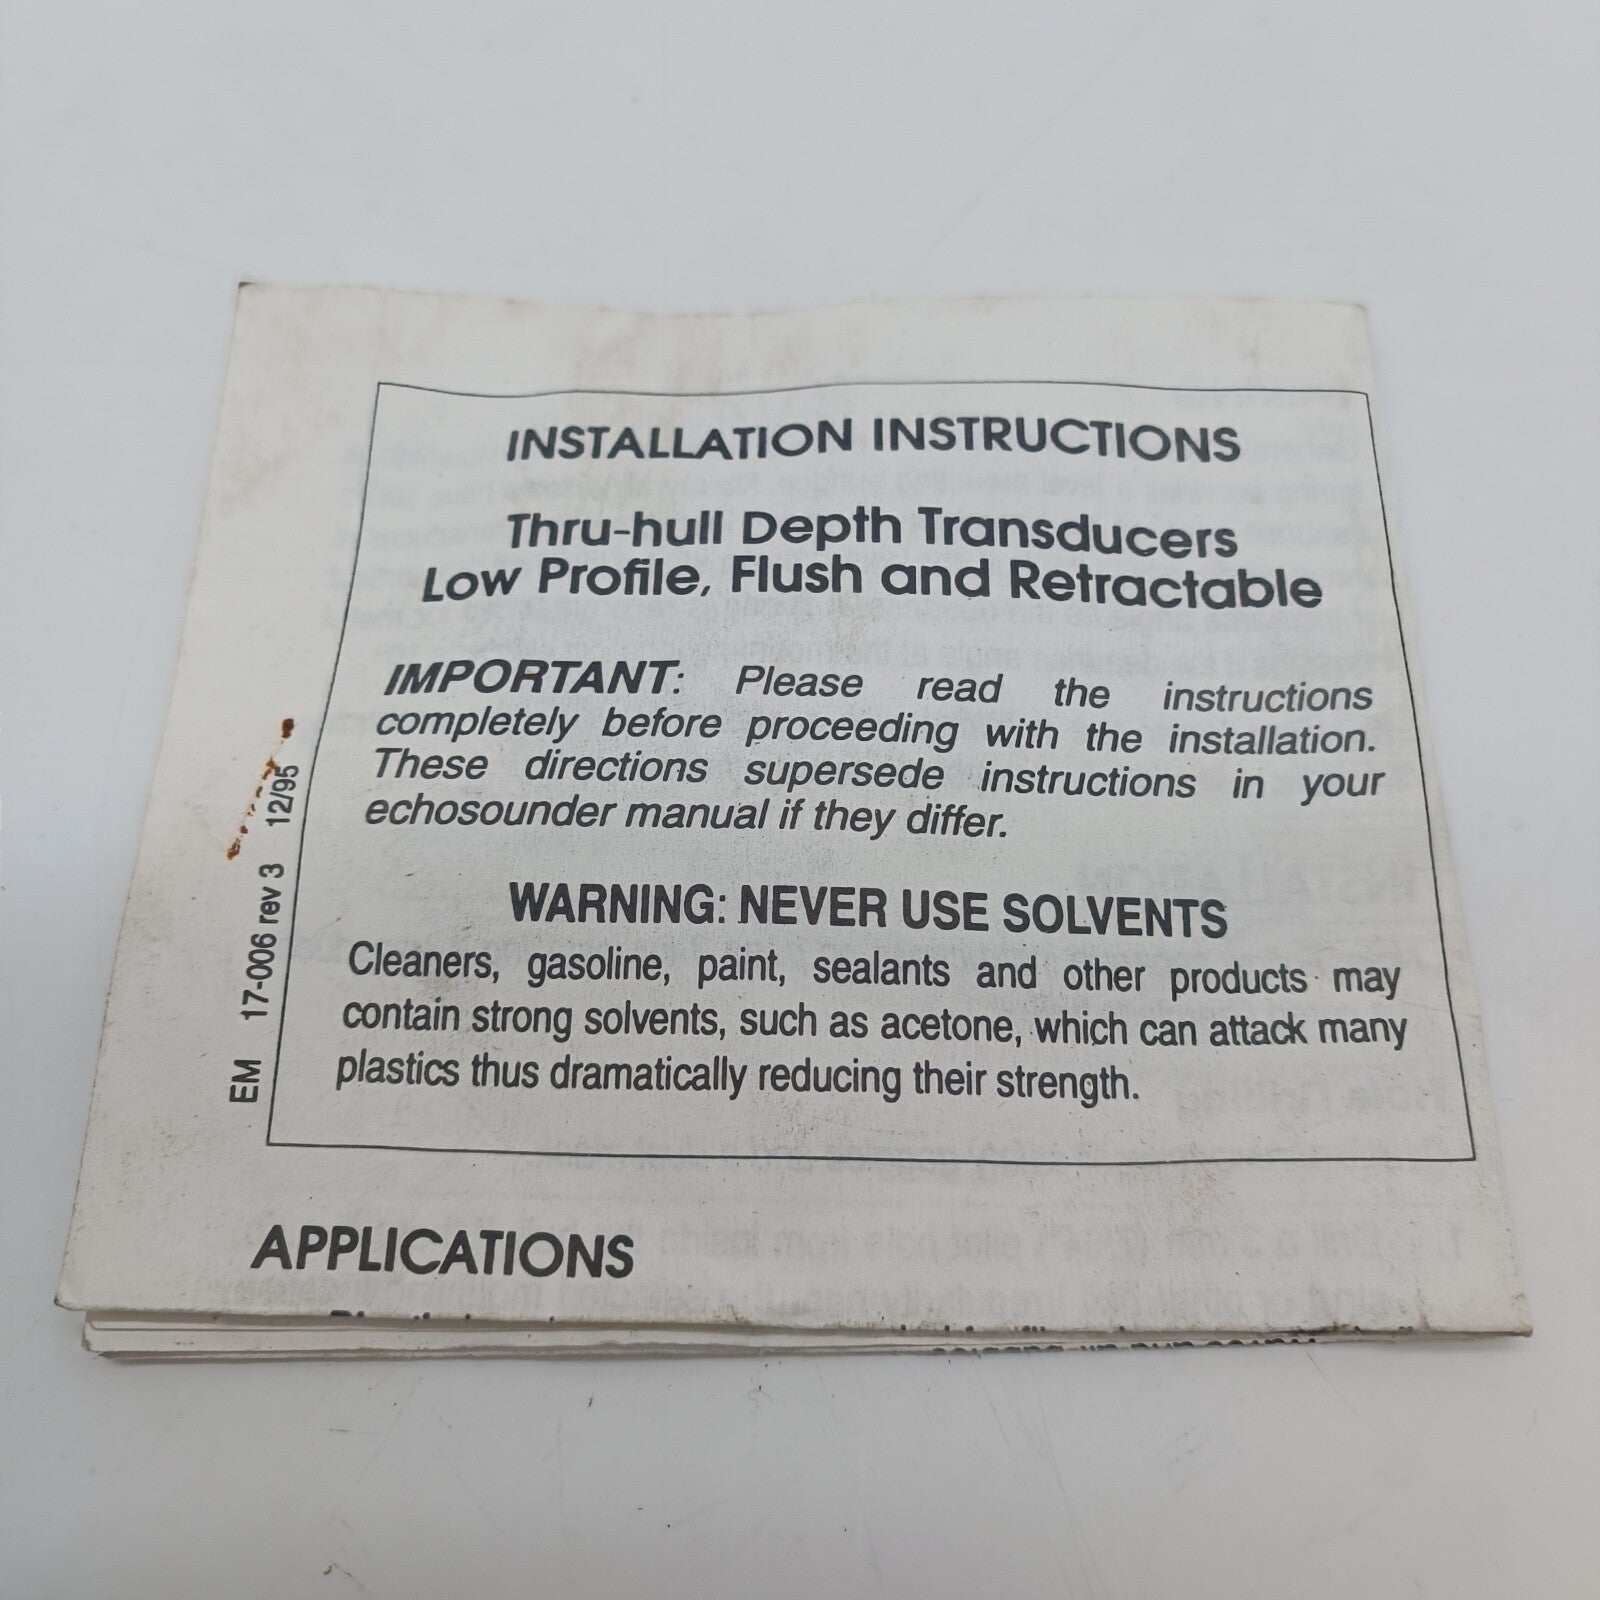 INSTALLATION INSTRUCTIONS
Thru-hull Depth Transducers
Low Profile, Flush and Retractable
IMPORTANT: Please read the instructions
completely before proceeding with the installation.
These directions supersede instructions in your
echosounder manual if they differ.
WARNING: NEVER USE SOLVENTS
Cleaners, gasoline, paint, sealants and other products may
contain strong solvents, such as acetone, which can attack many
plastics thus dramatically reducing their strength.
EM 17-006 rev 3 12/95
APPLICATIONS